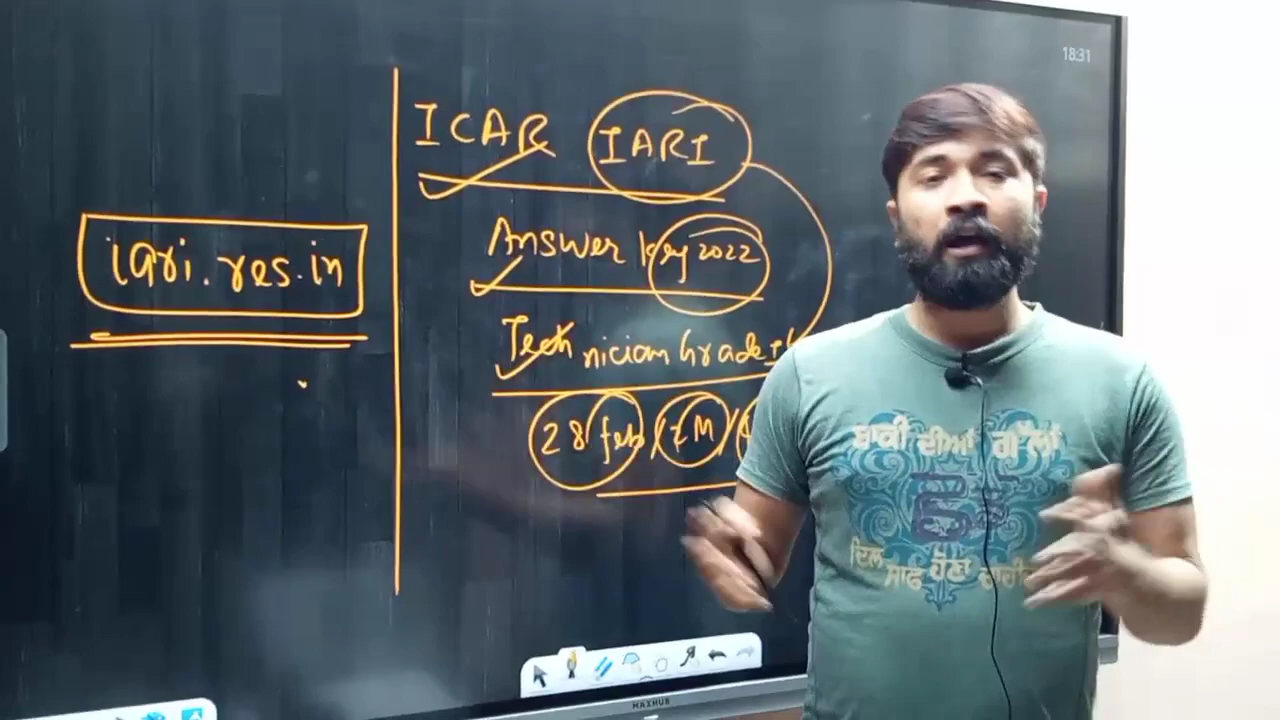 18:31
ICAR IARI
Answer key 2022
Technician Grade
28 feb
iari.res.in
ਬਾਕੀ ਦੀਆਂ ਗੱਲਾਂ
ਛੱਡੋ
ਦਿਲ ਸਾਫ ਹੋਣਾ
MAXHUB